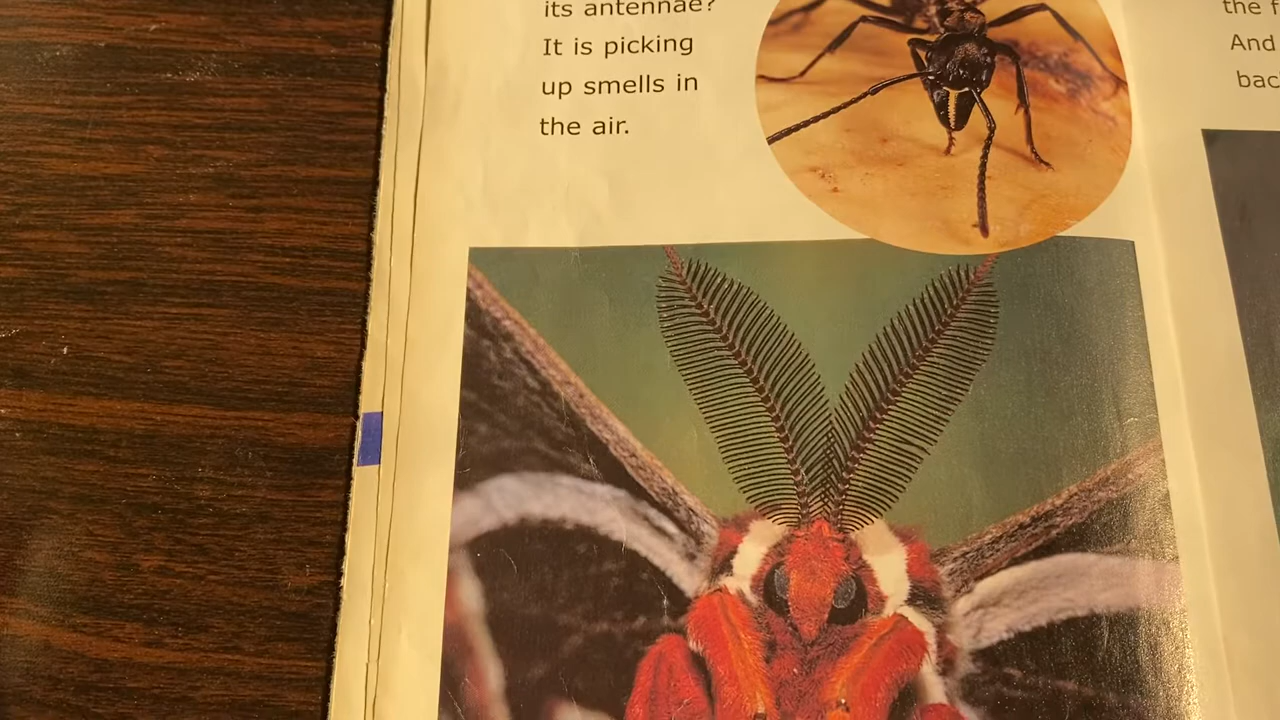 its antennae?
It is picking
up smells in
the air.
the f
And
bac